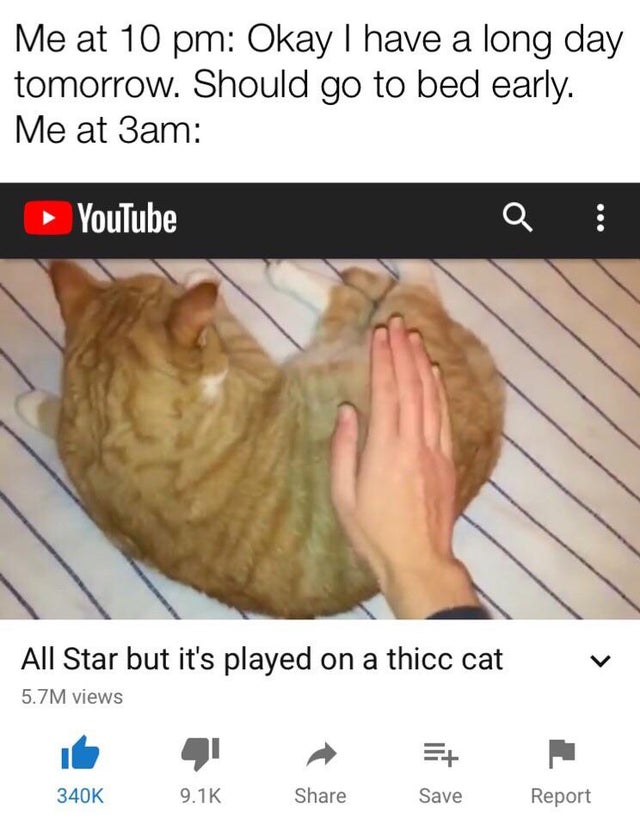 Me at 10 pm: Okay I have a long day
tomorrow. Should go to bed early.
Me at 3am:
YouTube
All Star but it's played on a thicc cat
5.7M views
340K 9.1K Share Save Report